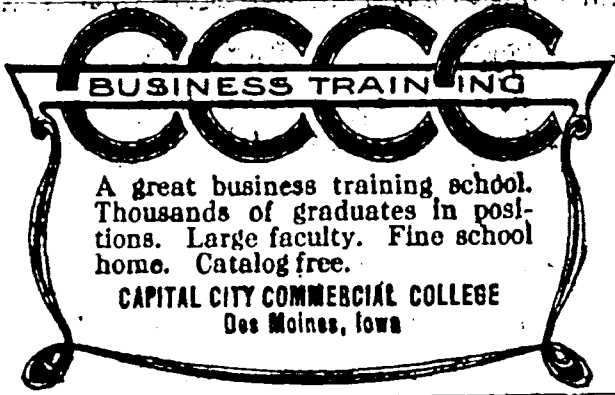 CCCC
BUSINESS TRAINING
A great business training school.
Thousands of graduates in posi-
tions. Large faculty. Fine school
home. Catalog free.
CAPITAL CITY COMMERCIAL COLLEGE
Des Moines, Iowa